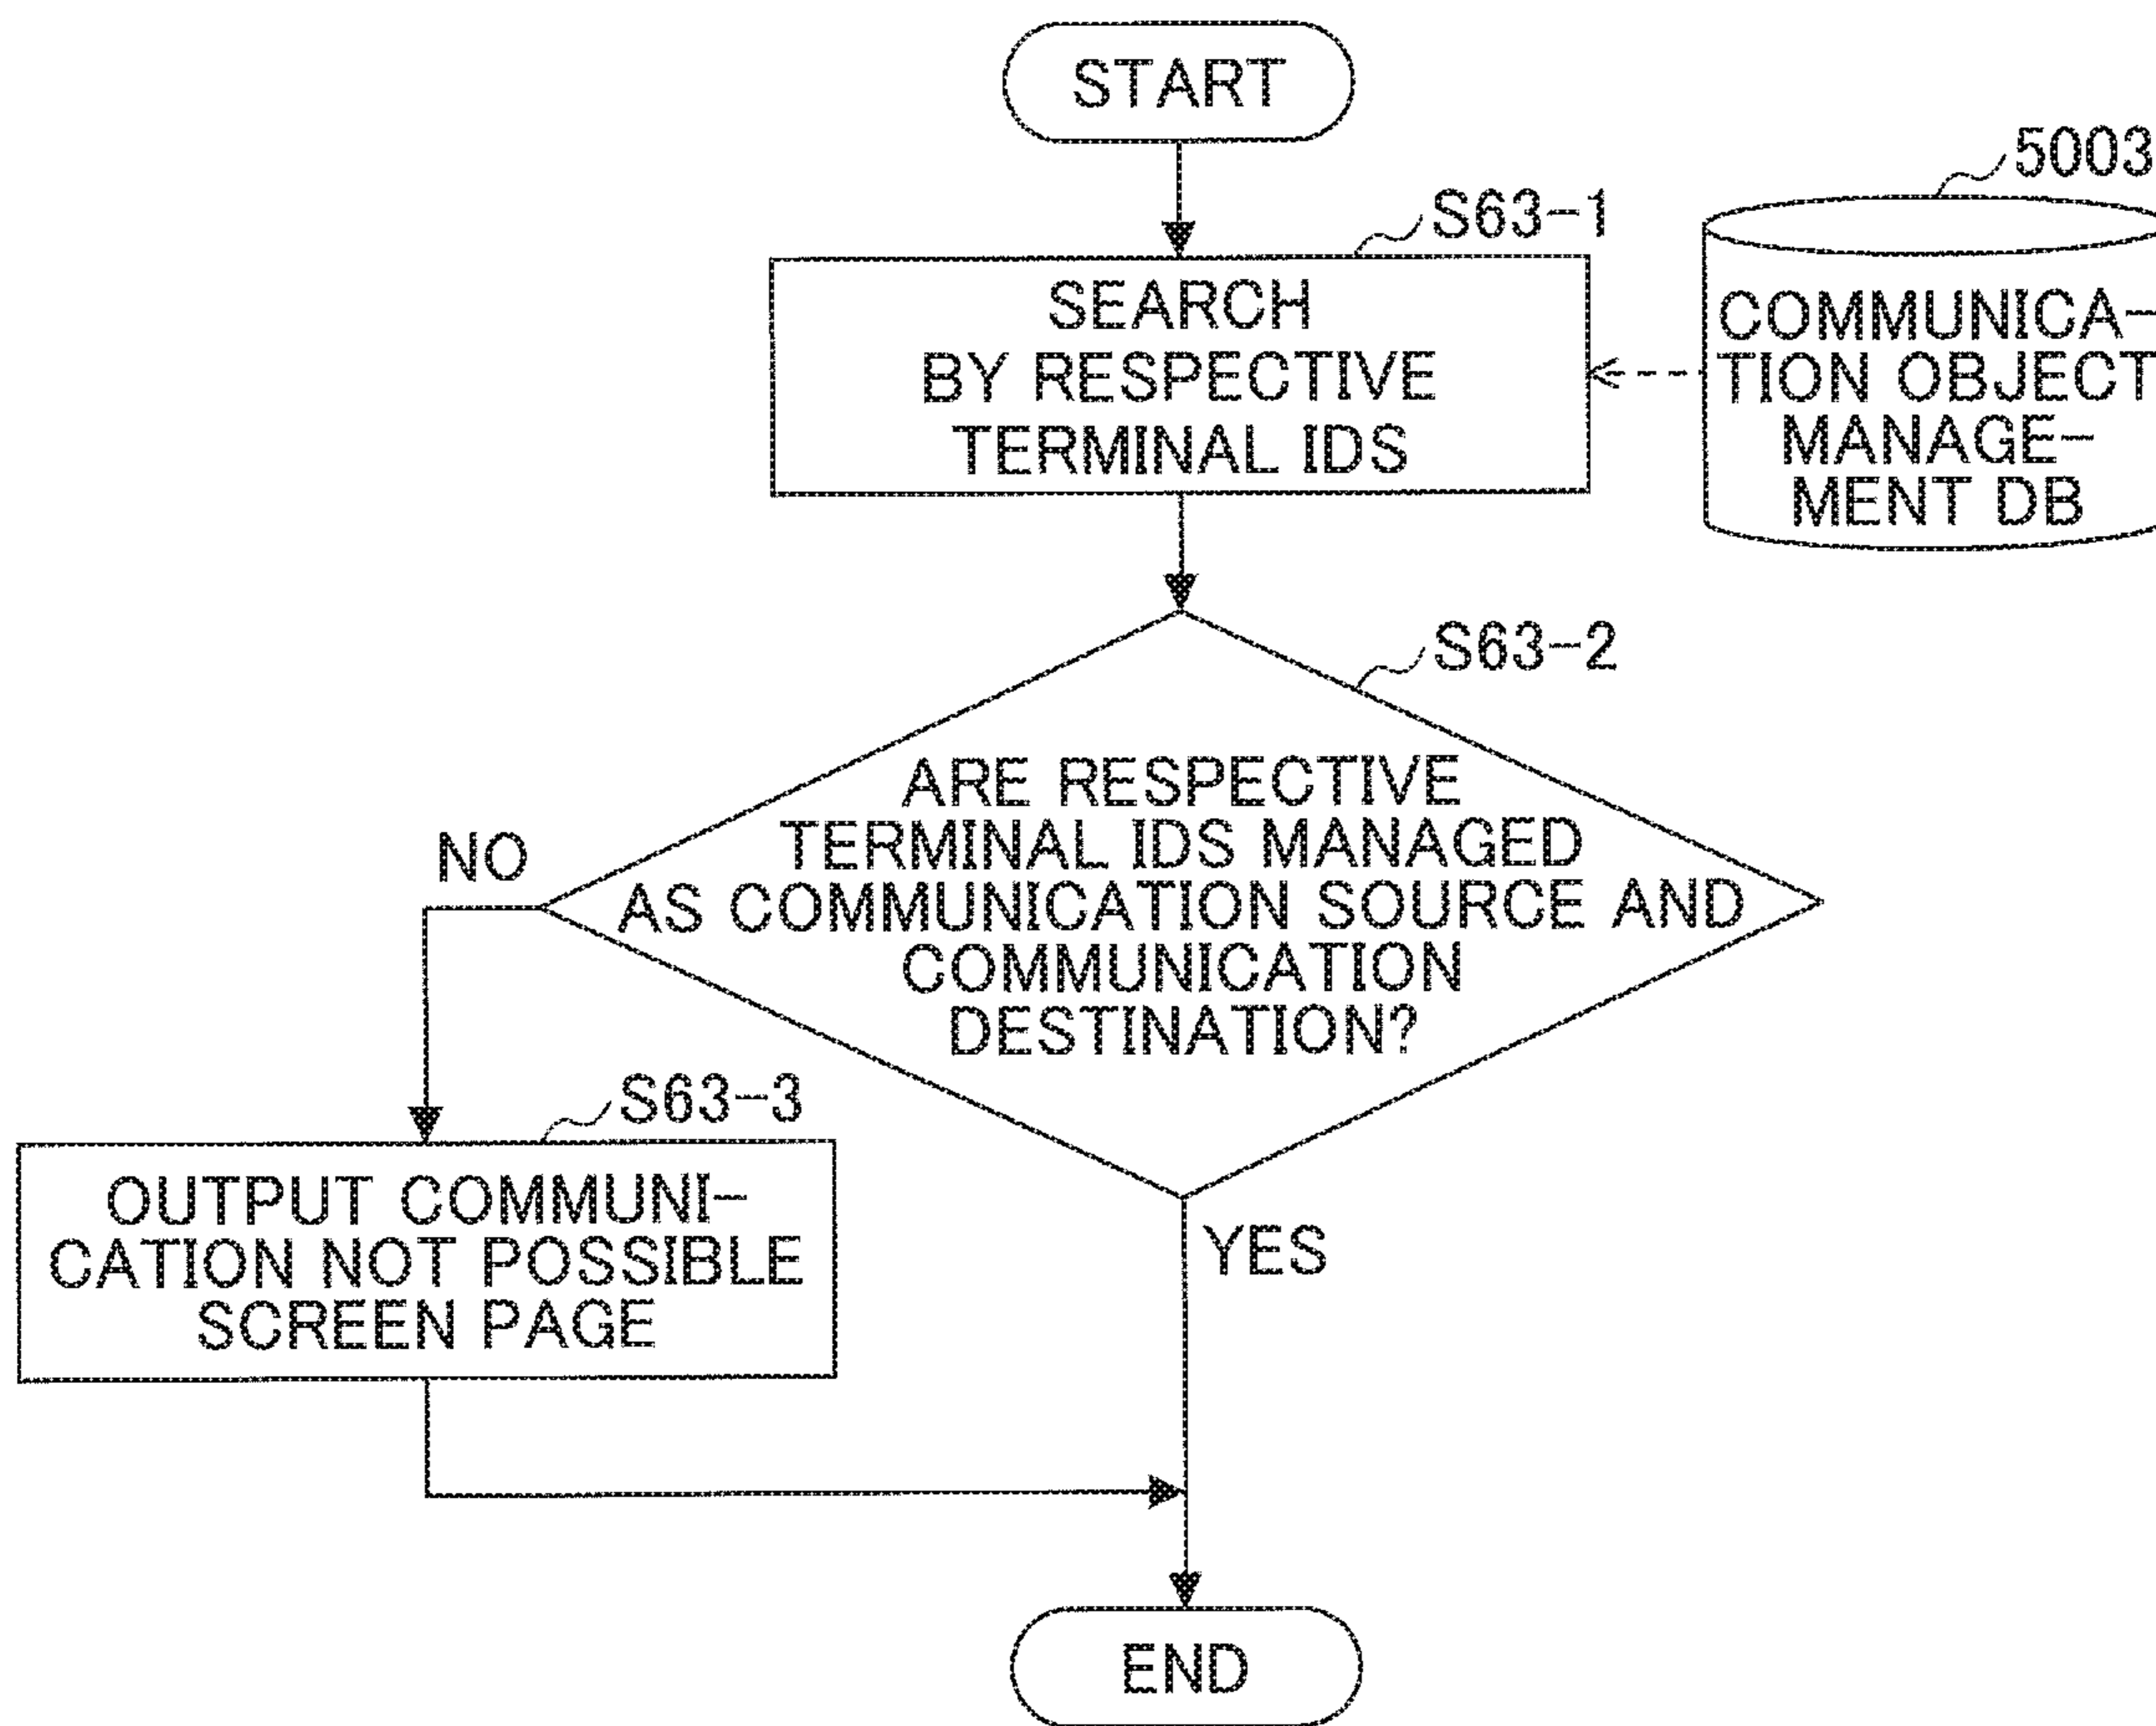 START
5003
S63-1
SEARCH
BY RESPECTIVE
TERMINAL IDS
COMMUNICA-
TION OBJECT
MANAGE-
MENT DB
S63-2
ARE RESPECTIVE
TERMINAL IDS MANAGED
AS COMMUNICATION SOURCE AND
COMMUNICATION
DESTINATION?
NO
S63-3
OUTPUT COMMUNI-
CATION NOT POSSIBLE
SCREEN PAGE
YES
END